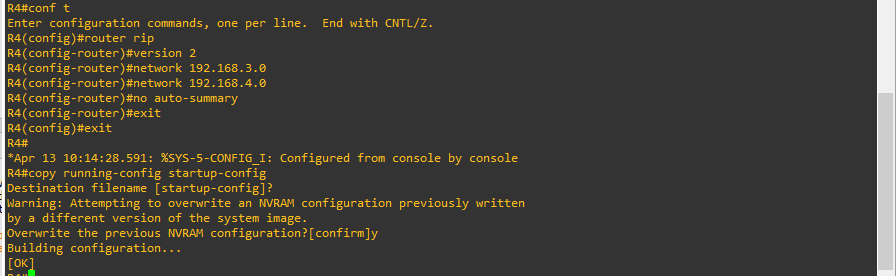 R4#conf t
Enter configuration commands, one per line.  End with CNTL/Z.
R4(config)#router rip
R4(config-router)#version 2
R4(config-router)#network 192.168.3.0
R4(config-router)#network 192.168.4.0
R4(config-router)#no auto-summary
R4(config-router)#exit
R4(config)#exit
R4#
*Apr 13 10:14:28.591: %SYS-5-CONFIG_I: Configured from console by console
R4#copy running-config startup-config
Destination filename [startup-config]?
Warning: Attempting to overwrite an NVRAM configuration previously written
by a different version of the system image.
Overwrite the previous NVRAM configuration?[confirm]y
Building configuration...
[OK]
R4#